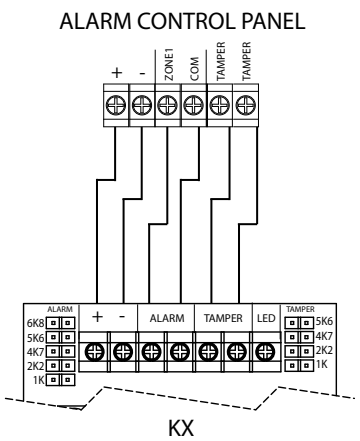 ALARM CONTROL PANEL
+ - ZONE1 COM TAMPER TAMPER
ALARM + - ALARM TAMPER LED TAMPER
6K8 5K6
5K6 4K7
4K7 2K2
2K2 1K
1K
KX